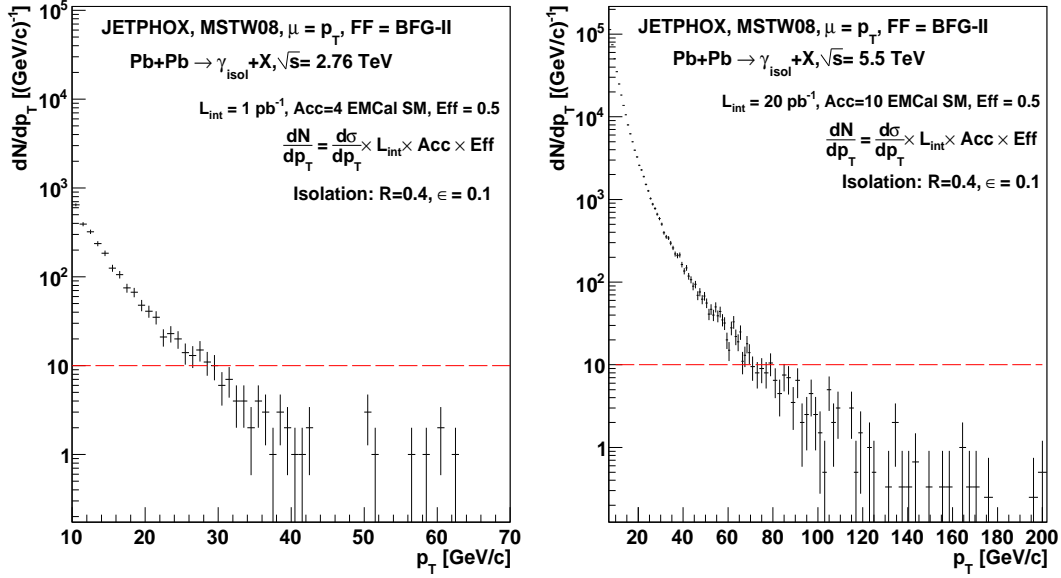 dN/dp_T [(GeV/c)^-1]
10^5
10^4
10^3
10^2
10
1
JETPHOX, MSTW08, μ = p_T, FF = BFG-II
Pb+Pb → γ_isol +X, √s= 2.76 TeV
L_int = 1 pb^-1, Acc=4 EMCal SM, Eff = 0.5
dN/dp_T = dσ/dp_T × L_int × Acc × Eff
Isolation: R=0.4, ϵ = 0.1
10 20 30 40 50 60 70
p_T [GeV/c]
dN/dp_T [(GeV/c)^-1]
10^5
10^4
10^3
10^2
10
1
JETPHOX, MSTW08, μ = p_T, FF = BFG-II
Pb+Pb → γ_isol +X, √s= 5.5 TeV
L_int = 20 pb^-1, Acc=10 EMCal SM, Eff = 0.5
dN/dp_T = dσ/dp_T × L_int × Acc × Eff
Isolation: R=0.4, ϵ = 0.1
20 40 60 80 100 120 140 160 180 200
p_T [GeV/c]